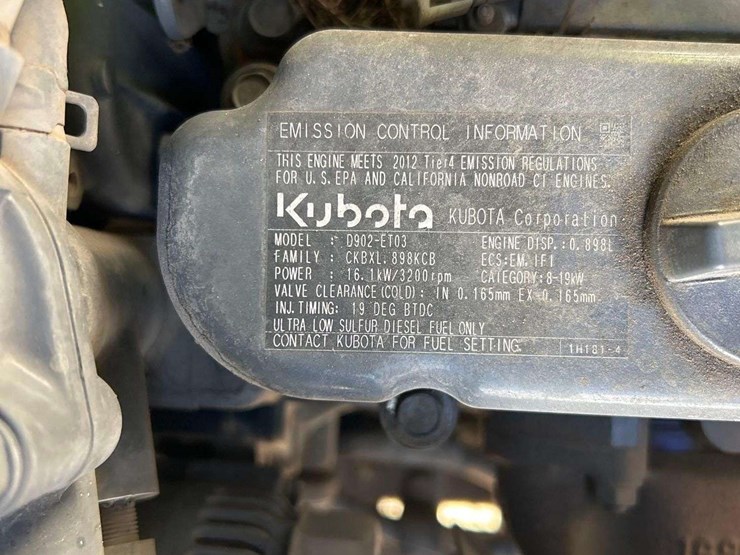 EMISSION CONTROL INFORMATION
THIS ENGINE MEETS 2012 Tier4 EMISSION REGULATIONS
FOR U.S.EPA AND CALIFORNIA NONROAD CI ENGINES.
Kubota KUBOTA Corporation
MODEL : D902-ET03 ENGINE DISP.:0.898L
FAMILY : CKBXL.898KCB ECS:EM.IFI
POWER : 16.1kW/3200rpm CATEGORY:8-19kW
VALVE CLEARANCE(COLD): IN 0.165mm EX 0.165mm
INJ.TIMING: 19 DEG BTDC
ULTRA LOW SULFUR DIESEL FUEL ONLY
CONTACT KUBOTA FOR FUEL SETTING. 1H181-4